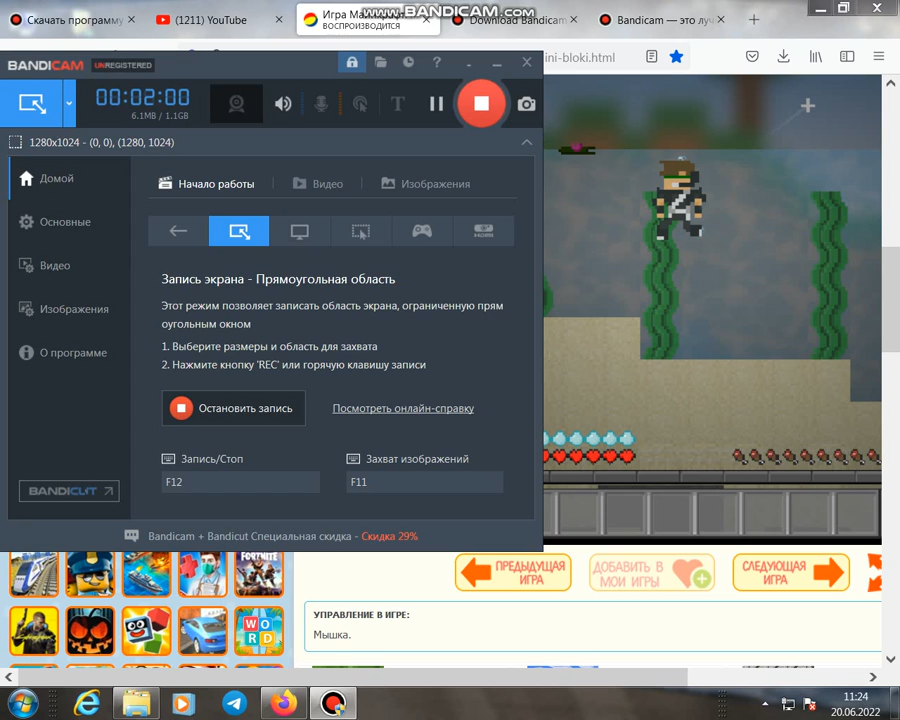 Скачать программу
(1211) YouTube
Игра Ма
ВОСПРОИЗВОДИТСЯ
Download Bandicam
Bandicam — это луч
www.BANDICAM.com
BANDICAM
UNREGISTERED
ini-bloki.html
00:02:00
6.1MB / 1.1GB
1280x1024 - (0, 0), (1280, 1024)
Домой
Основные
Видео
Изображения
О программе
BANDICUT
Начало работы
Видео
Изображения
HDMI
Запись экрана - Прямоугольная область
Этот режим позволяет записать область экрана, ограниченную прям
оугольным окном
1. Выберите размеры и область для захвата
2. Нажмите кнопку 'REC' или горячую клавишу записи
Остановить запись
Посмотреть онлайн-справку
Запись/Стоп
Захват изображений
F12
F11
Bandicam + Bandicut Специальная скидка - Скидка 29%
FORTNITE
WORD
ПРЕДЫДУЩАЯ
ИГРА
ДОБАВИТЬ В
МОИ ИГРЫ
СЛЕДУЮЩАЯ
ИГРА
УПРАВЛЕНИЕ В ИГРЕ:
Мышка.
11:24
20.06.2022